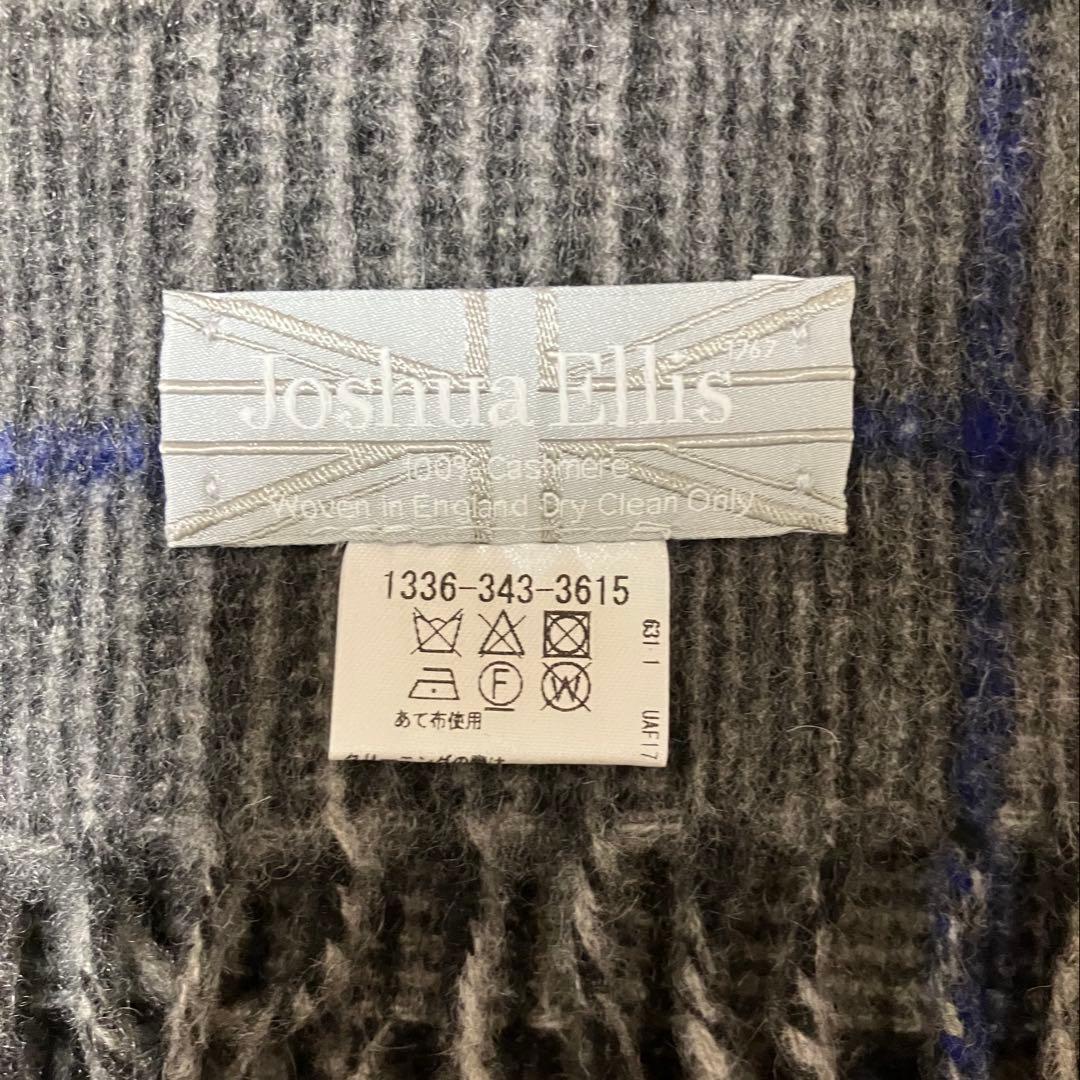 Joshua Ellis 1767
100% Cashmere
Woven in England Dry Clean Only
1336-343-3615
F W
あて布使用
631-1 UAF17